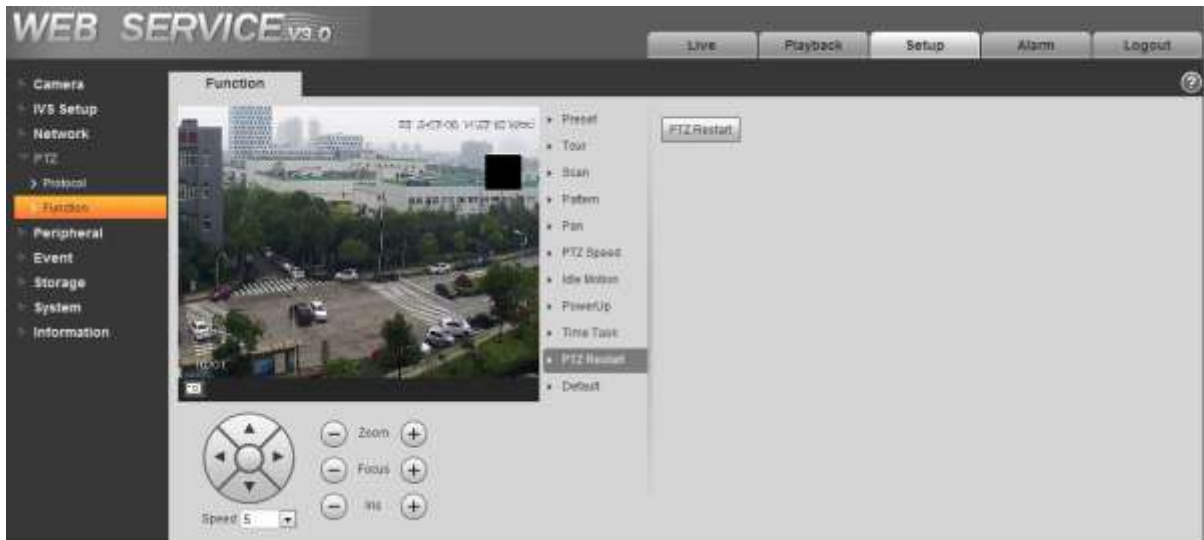 WEB SERVICE V3.0
Live
Playback
Setup
Alarm
Logout
Camera
IVS Setup
Network
PTZ
Protocol
Function
Peripheral
Event
Storage
System
Information
Function
Preset
Tour
Scan
Pattern
Pan
PTZ Speed
Idle Motion
PowerUp
Time Task
PTZ Restart
Default
PTZ Restart
Zoom
Focus
Iris
Speed 5